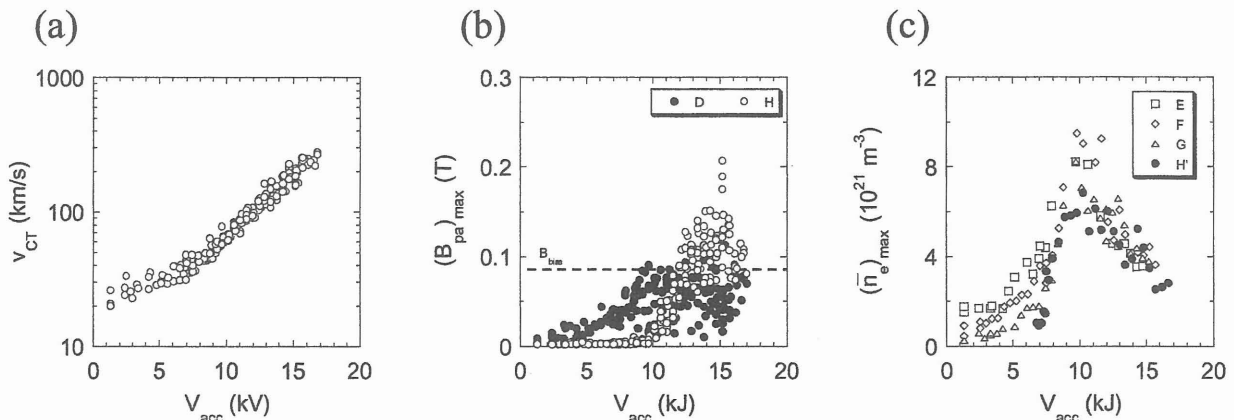 (a)
1000
100
10
v_CT (km/s)
0 5 10 15 20
V_acc (kV)
(b)
0.3
0.2
0.1
0
(B_pa)_max (T)
D H
B_bias
0 5 10 15 20
V_acc (kJ)
(c)
12
8
4
0
(n̅_e)_max (10^21 m^-3)
E
F
G
H'
0 5 10 15 20
V_acc (kJ)